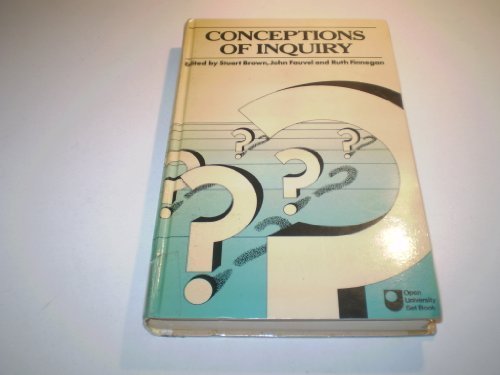 CONCEPTIONS
OF INQUIRY
Edited by Stuart Brown, John Fauvel and Ruth Finnegan
?
?
?
?
?
Open
University
Set Book